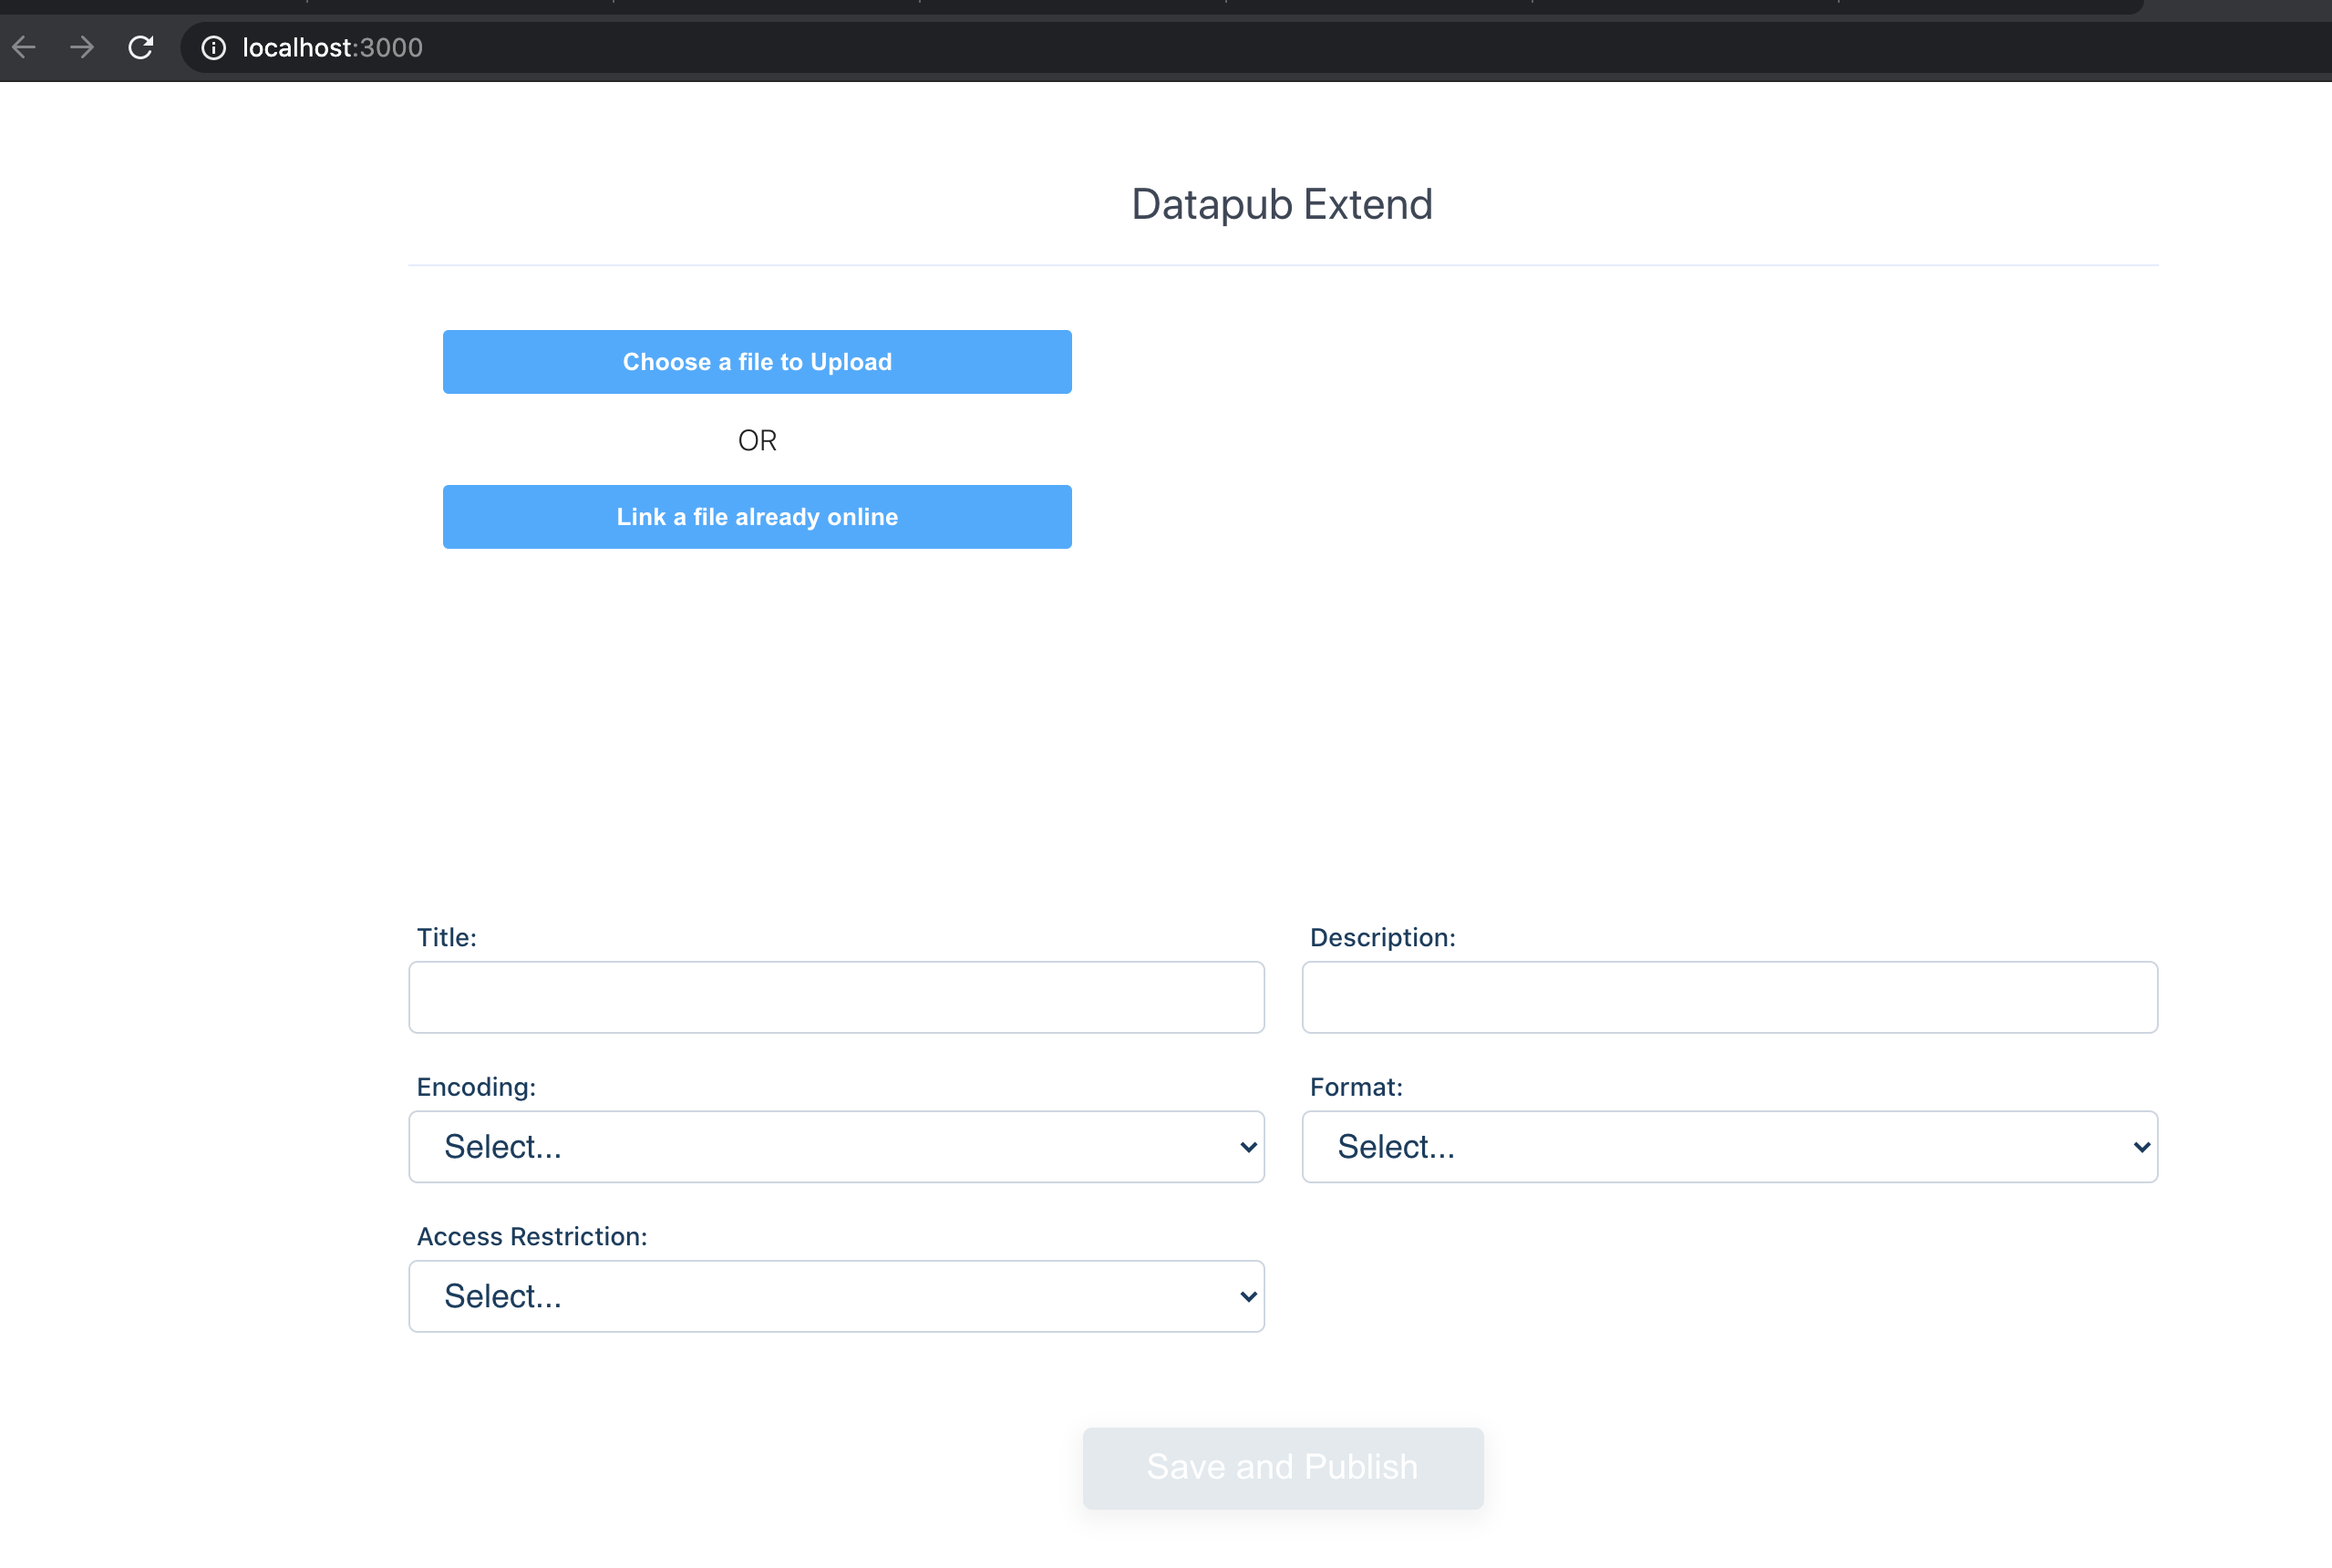 localhost:3000
Datapub Extend
Choose a file to Upload
OR
Link a file already online
Title:
Description:
Encoding:
Format:
Select...
Select...
Access Restriction:
Select...
Save and Publish